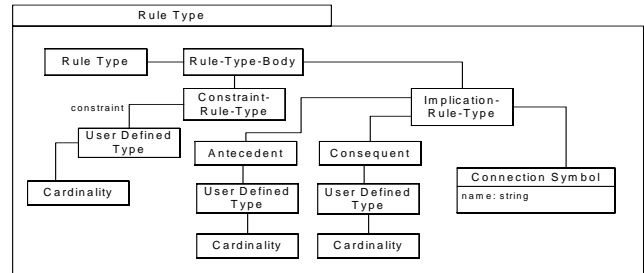 Rule Type
Rule Type
Rule-Type-Body
constraint
Constraint-
Rule-Type
Implication-
Rule-Type
User Defined
Type
Antecedent
Consequent
Cardinality
User Defined
Type
User Defined
Type
Connection Symbol
name: string
Cardinality
Cardinality